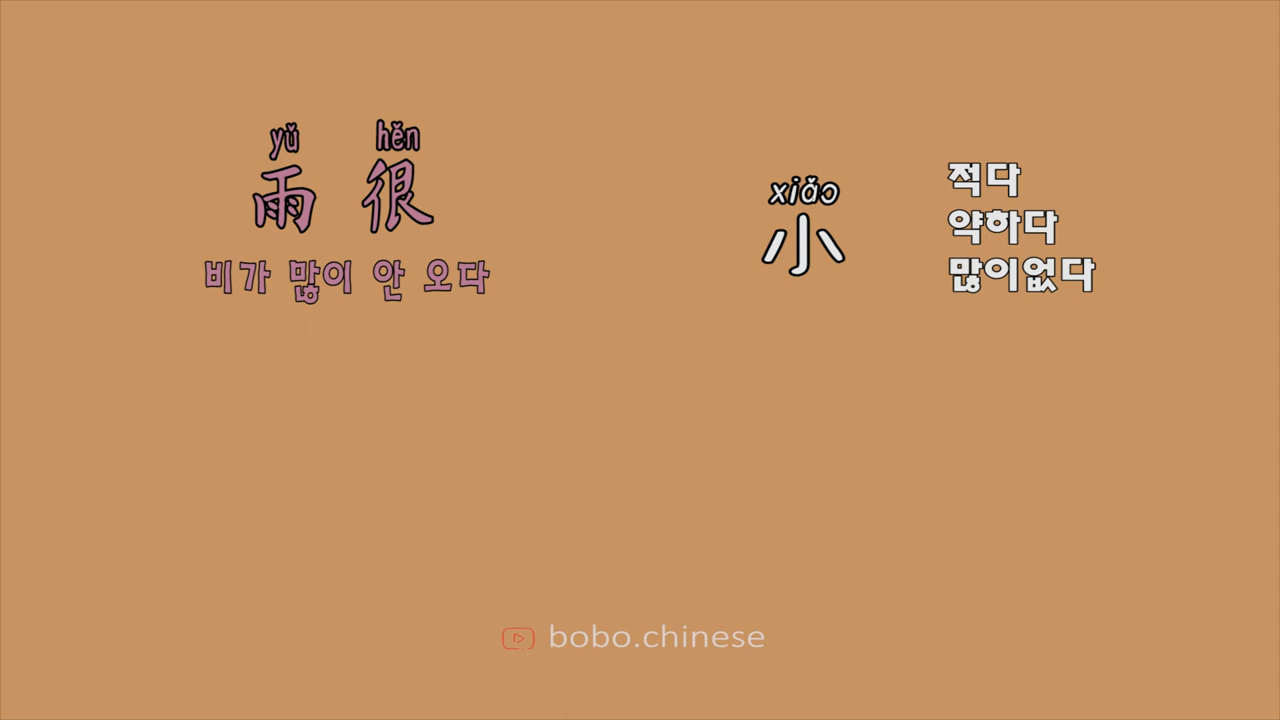 yǔ hěn
雨 很
비가 많이 안 오다
xiǎo
小
적다
약하다
많이없다
bobo.chinese